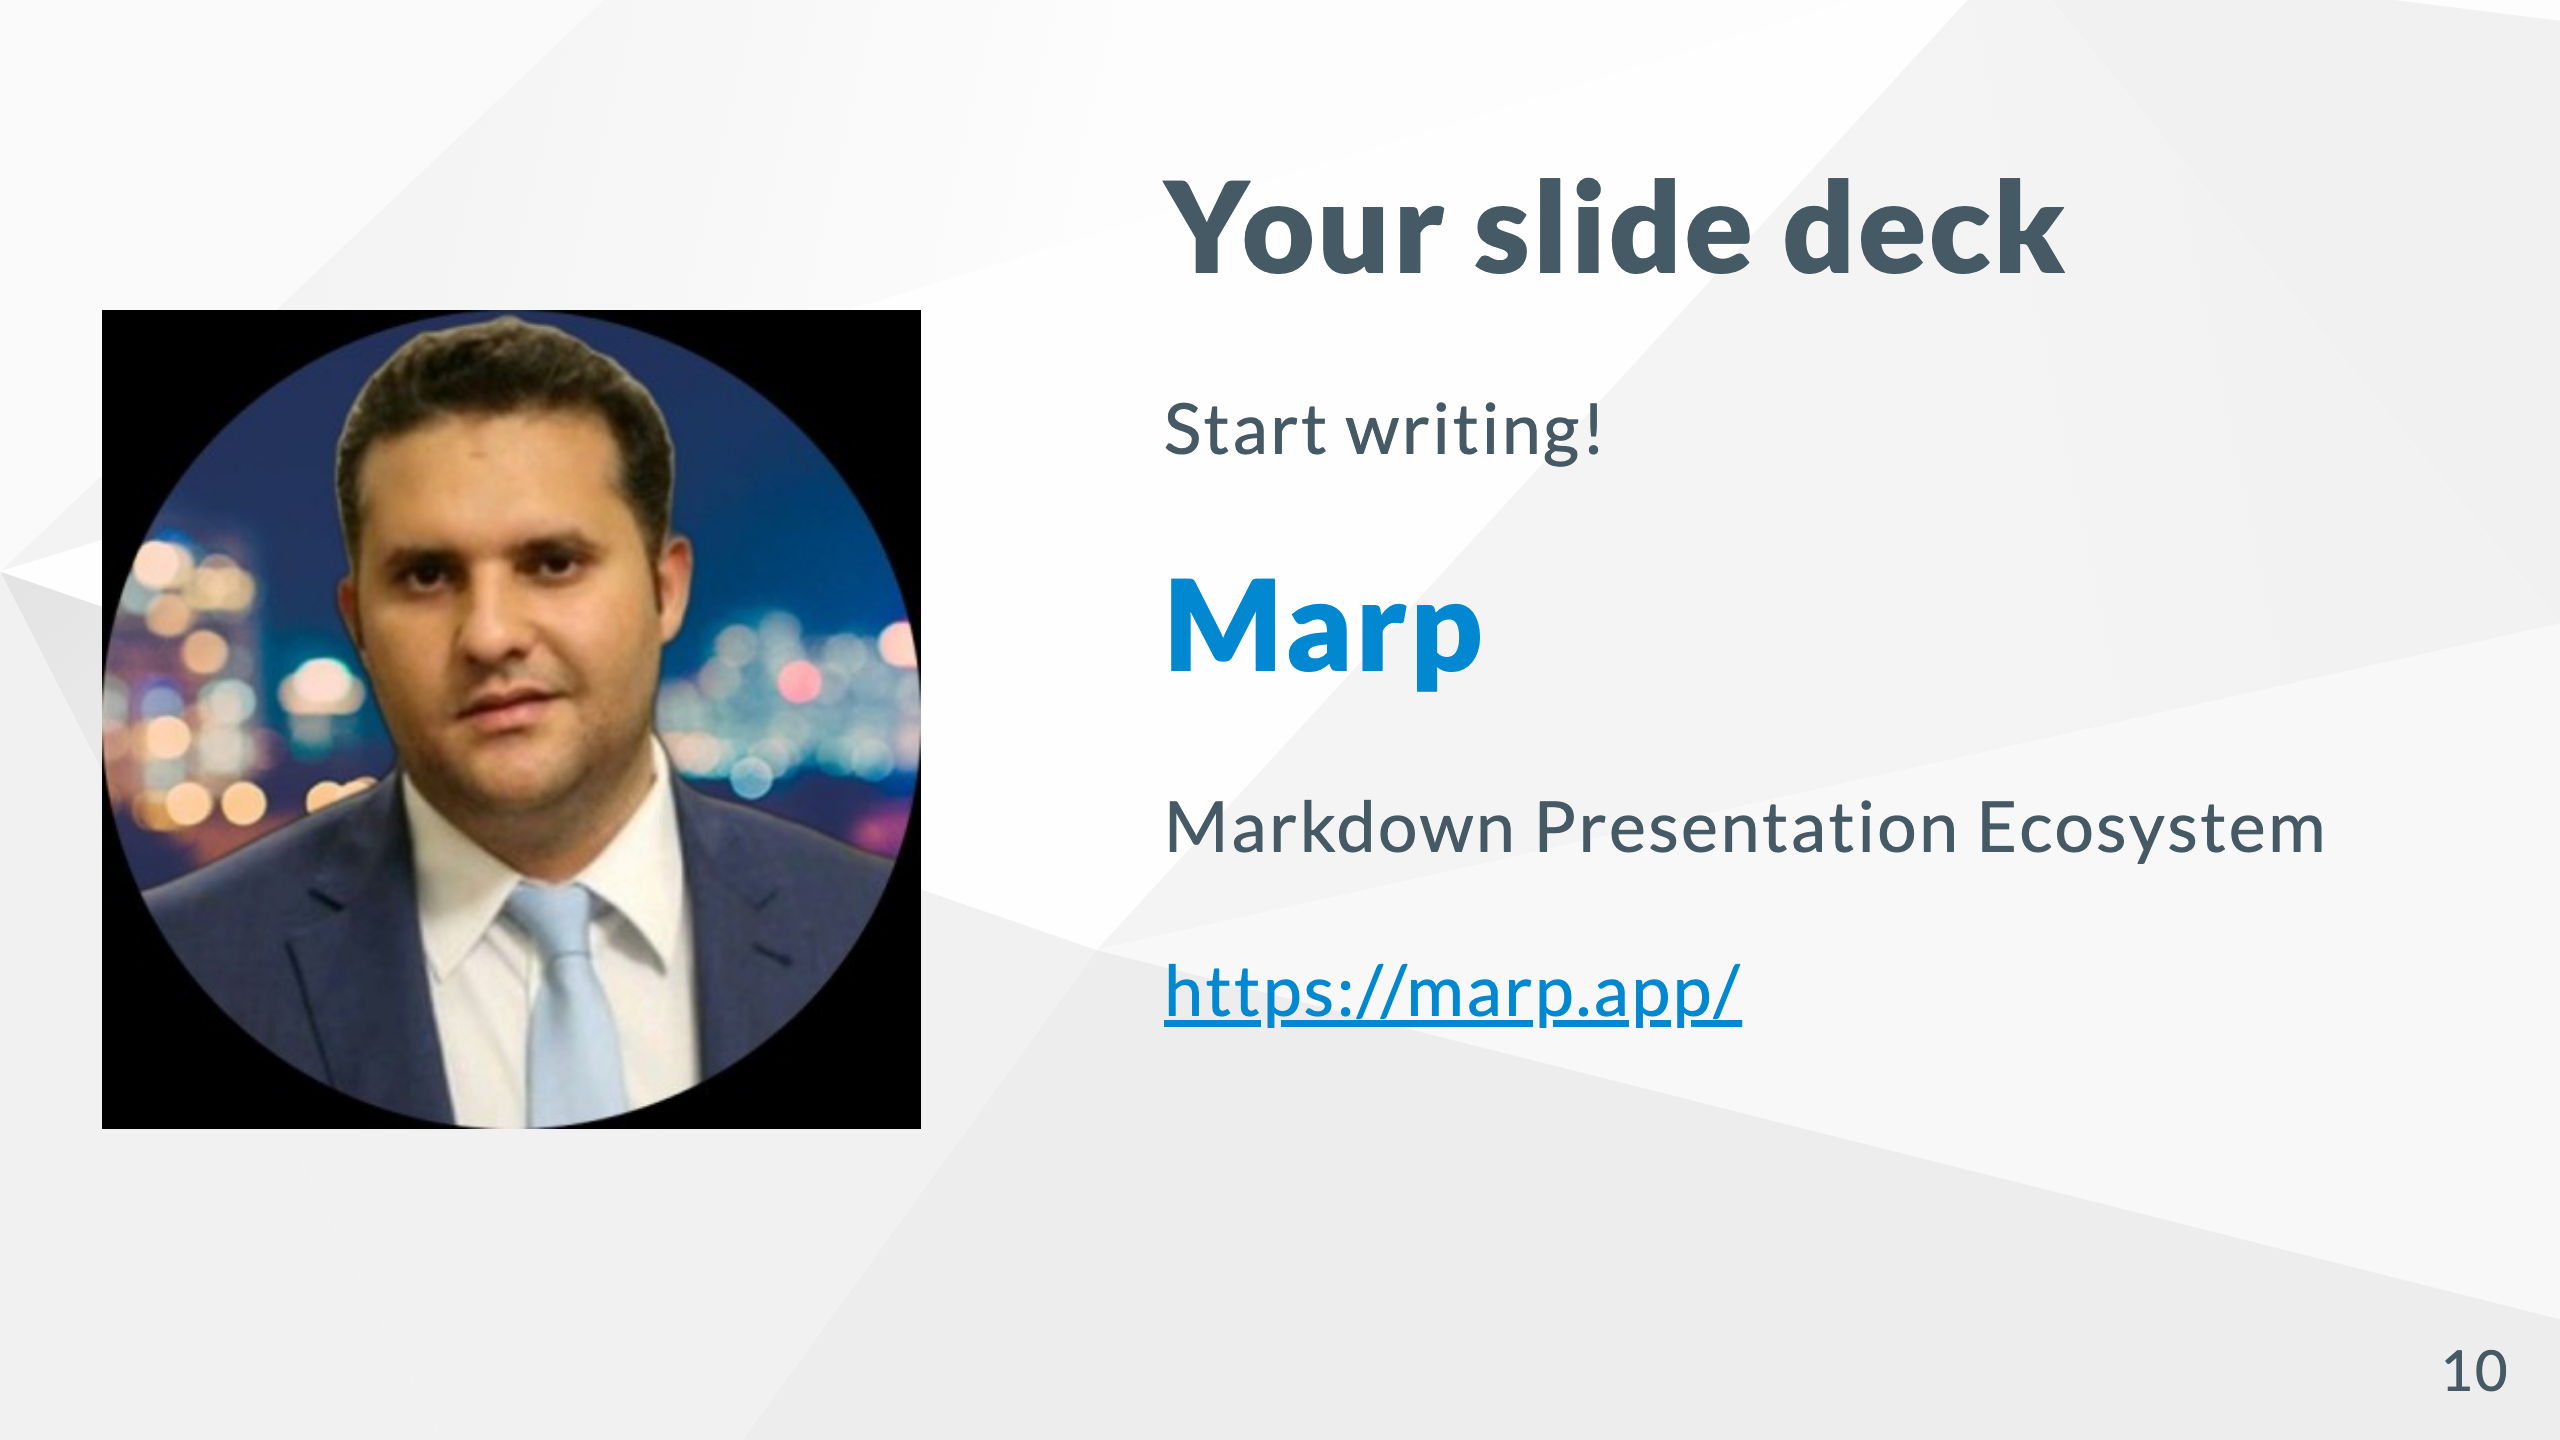 Your slide deck
Start writing!
Marp
Markdown Presentation Ecosystem
https://marp.app/
10